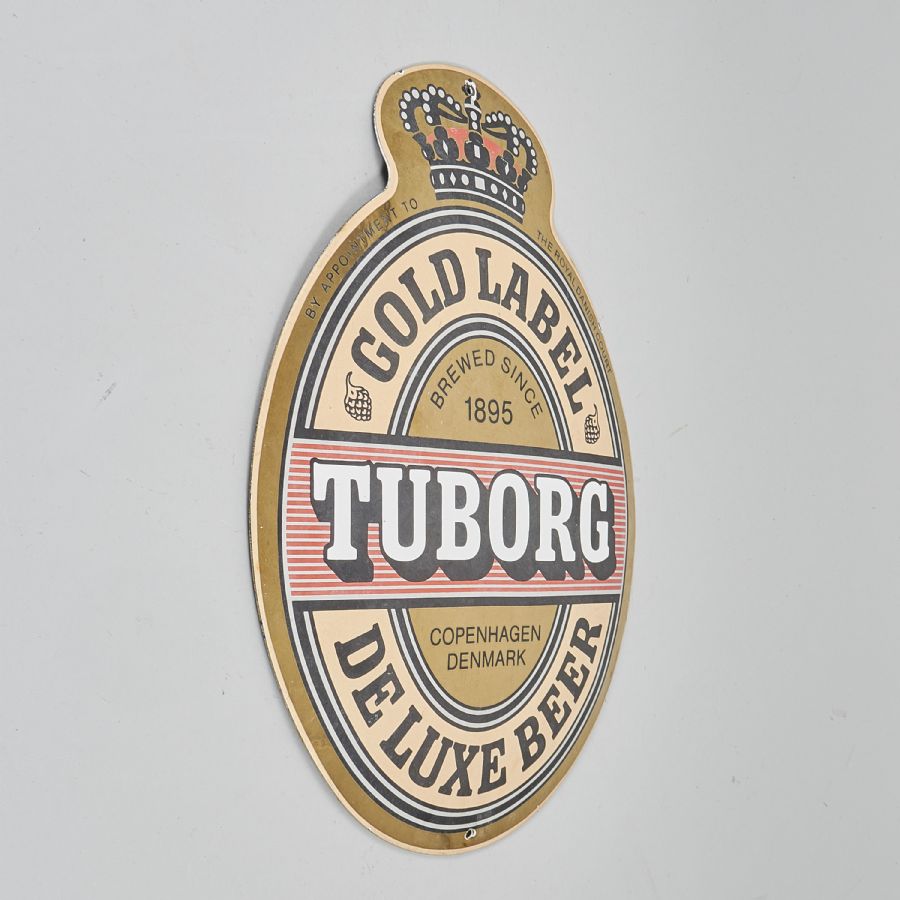 BY APPOINTMENT TO
THE ROYAL DANISH COURT
GOLD LABEL
BREWED SINCE
1895
TUBORG
COPENHAGEN
DENMARK
DE LUXE BEER